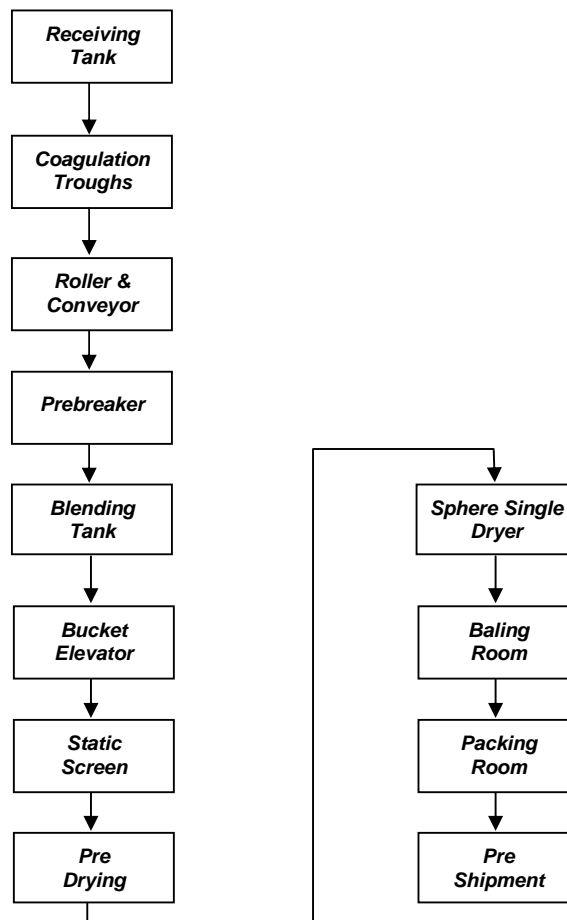 Receiving
Tank
Coagulation
Troughs
Roller &
Conveyor
Prebreaker
Blending
Tank
Bucket
Elevator
Static
Screen
Pre
Drying
Sphere Single
Dryer
Baling
Room
Packing
Room
Pre
Shipment